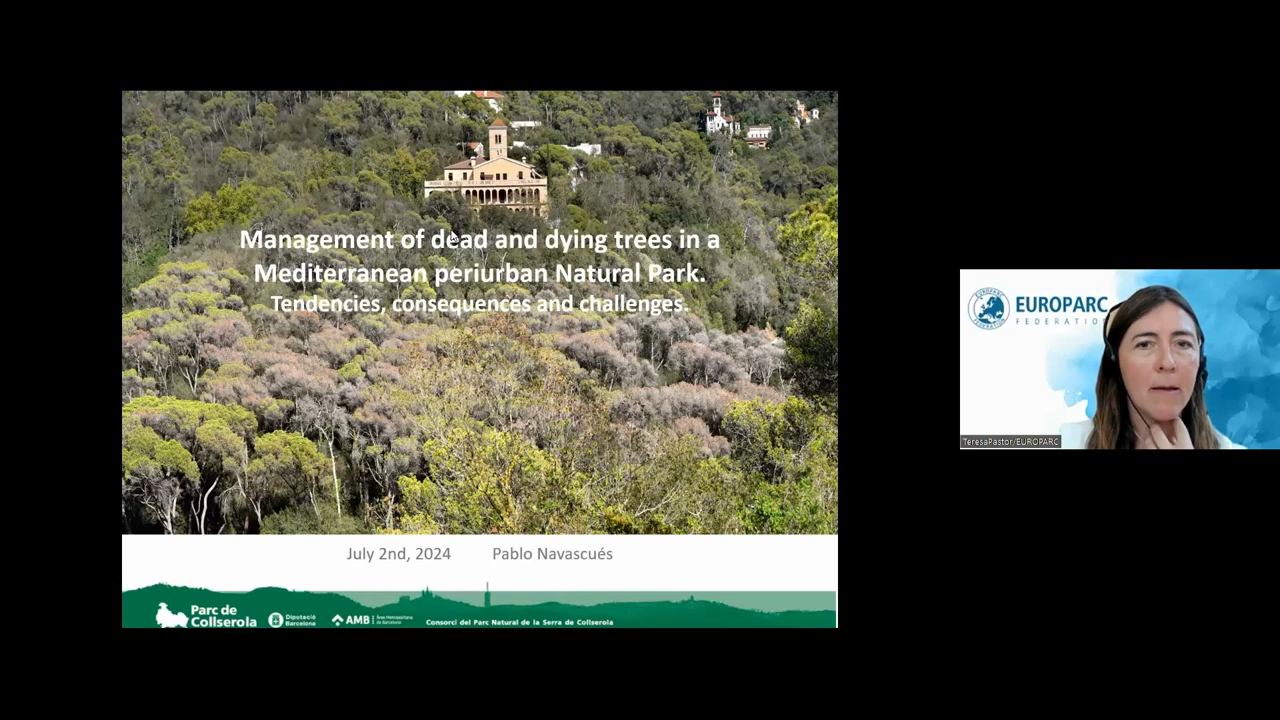 Management of dead and dying trees in a
Mediterranean periurban Natural Park.
Tendencies, consequences and challenges.
July 2nd, 2024 Pablo Navascués
Parc de
Collserola
Diputació
Barcelona
AMB
Consorci del Parc Natural de la Serra de Collserola
EUROPARC
FEDERATIO
TeresaPastor/EUROPARC